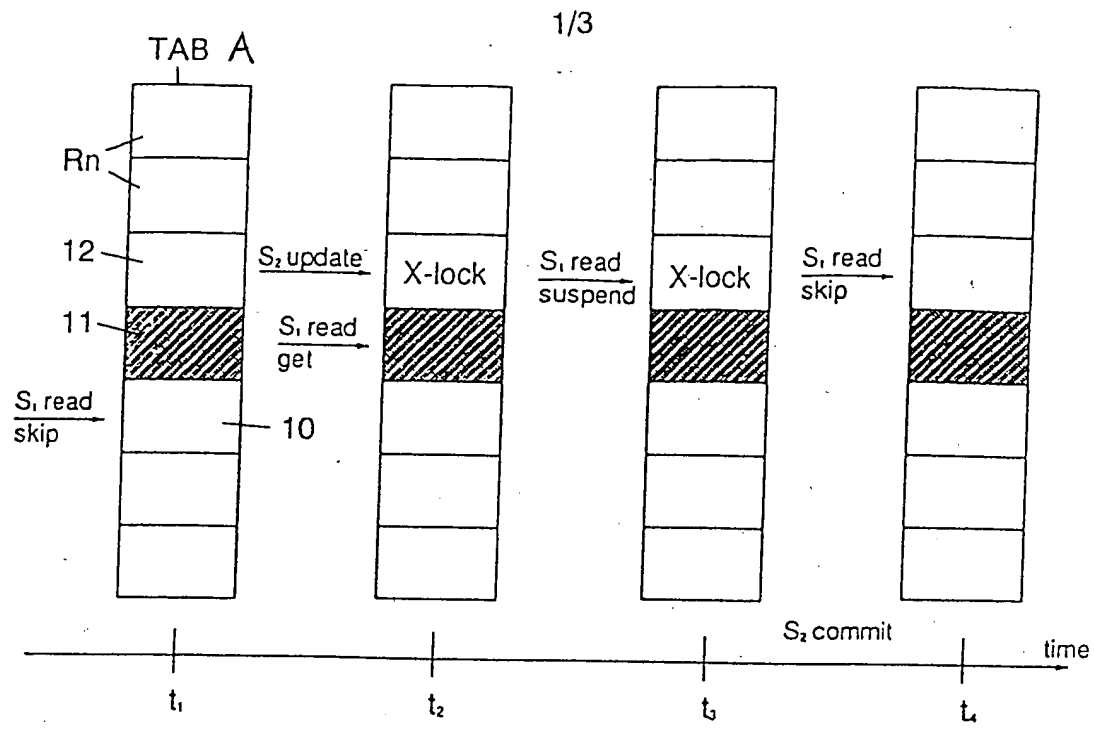 1/3
TAB A
Rn
12
S₂ update
X-lock
S₁ read
suspend
X-lock
S₁ read
skip
11
S₁ read
get
S₁ read
skip
10
S₂ commit
time
t₁
t₂
t₃
t₄